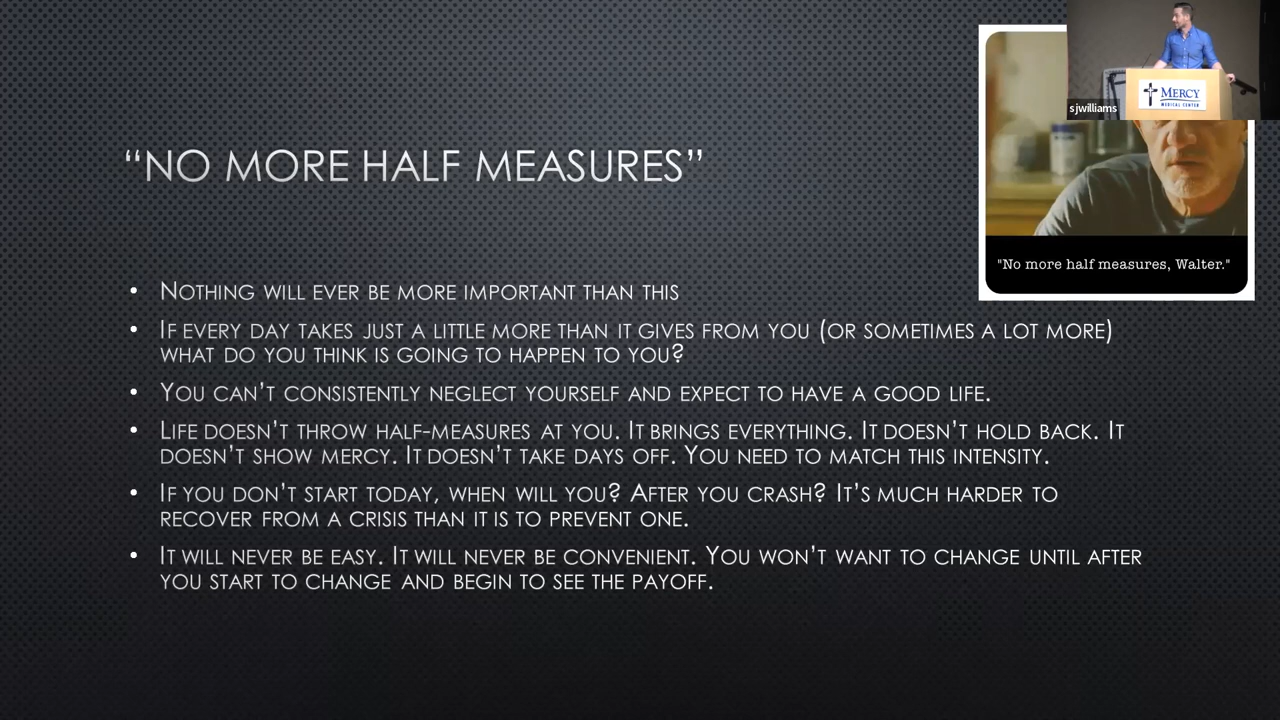 “NO MORE HALF MEASURES”
• NOTHING WILL EVER BE MORE IMPORTANT THAN THIS
• IF EVERY DAY TAKES JUST A LITTLE MORE THAN IT GIVES FROM YOU (OR SOMETIMES A LOT MORE)
WHAT DO YOU THINK IS GOING TO HAPPEN TO YOU?
• YOU CAN’T CONSISTENTLY NEGLECT YOURSELF AND EXPECT TO HAVE A GOOD LIFE.
• LIFE DOESN’T THROW HALF-MEASURES AT YOU. IT BRINGS EVERYTHING. IT DOESN’T HOLD BACK. IT
DOESN’T SHOW MERCY. IT DOESN’T TAKE DAYS OFF. YOU NEED TO MATCH THIS INTENSITY.
• IF YOU DON’T START TODAY, WHEN WILL YOU? AFTER YOU CRASH? IT’S MUCH HARDER TO
RECOVER FROM A CRISIS THAN IT IS TO PREVENT ONE.
• IT WILL NEVER BE EASY. IT WILL NEVER BE CONVENIENT. YOU WON’T WANT TO CHANGE UNTIL AFTER
YOU START TO CHANGE AND BEGIN TO SEE THE PAYOFF.
MERCY
MEDICAL CENTER
sjwilliams
"No more half measures, Walter."